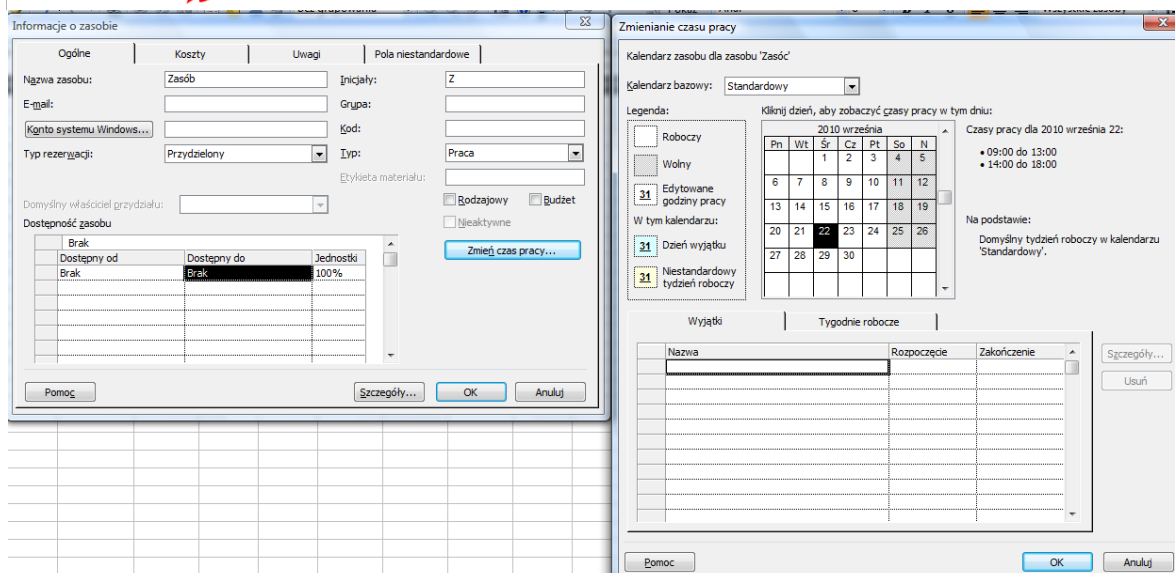 Bez grupowania
Pokaż
Arial
8
B I U
Wszystkie zasoby
Informacje o zasobie
Ogólne Koszty Uwagi Pola niestandardowe
Nazwa zasobu: Zasób Inicjały: Z
E-mail: Grupa:
Konto systemu Windows... Kod:
Typ rezerwacji: Przydzielony Typ: Praca
Etykieta materiału:
Domyślny właściciel przydziału: Rodzajowy Budżet
Nieaktywne
Dostępność zasobu
Brak
Zmień czas pracy...
Dostępny od Dostępny do Jednostki
Brak Brak 100%
Pomoc Szczegóły... OK Anuluj
Zmienianie czasu pracy
Kalendarz zasobu dla zasobu 'Zasóc'
Kalendarz bazowy: Standardowy
Legenda:
Roboczy
Wolny
31 Edytowane
godziny pracy
W tym kalendarzu:
31 Dzień wyjątku
31 Niestandardowy
tydzień roboczy
Kliknij dzień, aby zobaczyć czasy pracy w tym dniu:
2010 września
Pn Wt Śr Cz Pt So N
1 2 3 4 5
6 7 8 9 10 11 12
13 14 15 16 17 18 19
20 21 22 23 24 25 26
27 28 29 30
Czasy pracy dla 2010 września 22:
• 09:00 do 13:00
• 14:00 do 18:00
Na podstawie:
Domyślny tydzień roboczy w kalendarzu
'Standardowy'.
Wyjątki Tygodnie robocze
Nazwa Rozpoczęcie Zakończenie
Szczegóły...
Usuń
Pomoc OK Anuluj